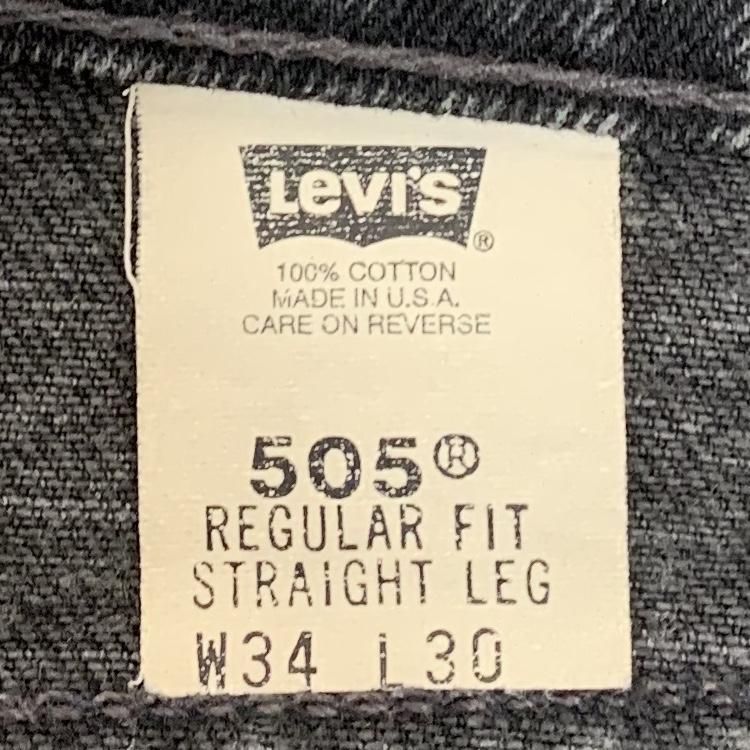 Levi's®
100% COTTON
MADE IN U.S.A.
CARE ON REVERSE
505®
REGULAR FIT
STRAIGHT LEG
W34 L30